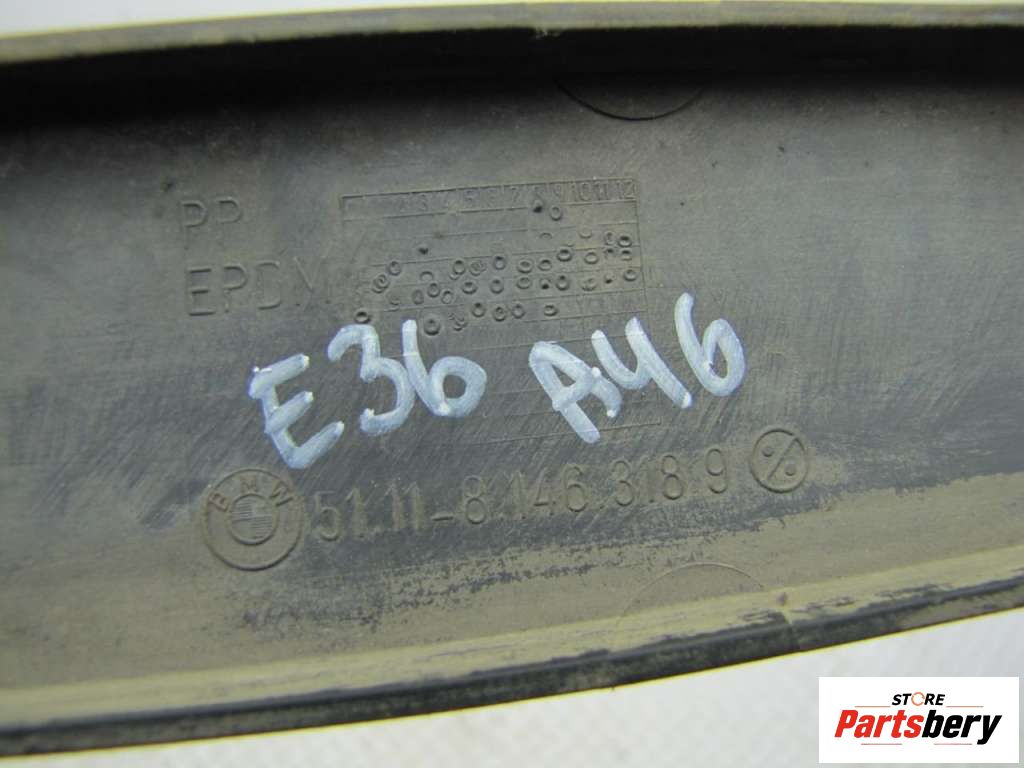 PP
EPDM
E36 A46
BMW 51.11-8.146.318 9
STORE
Partsbery